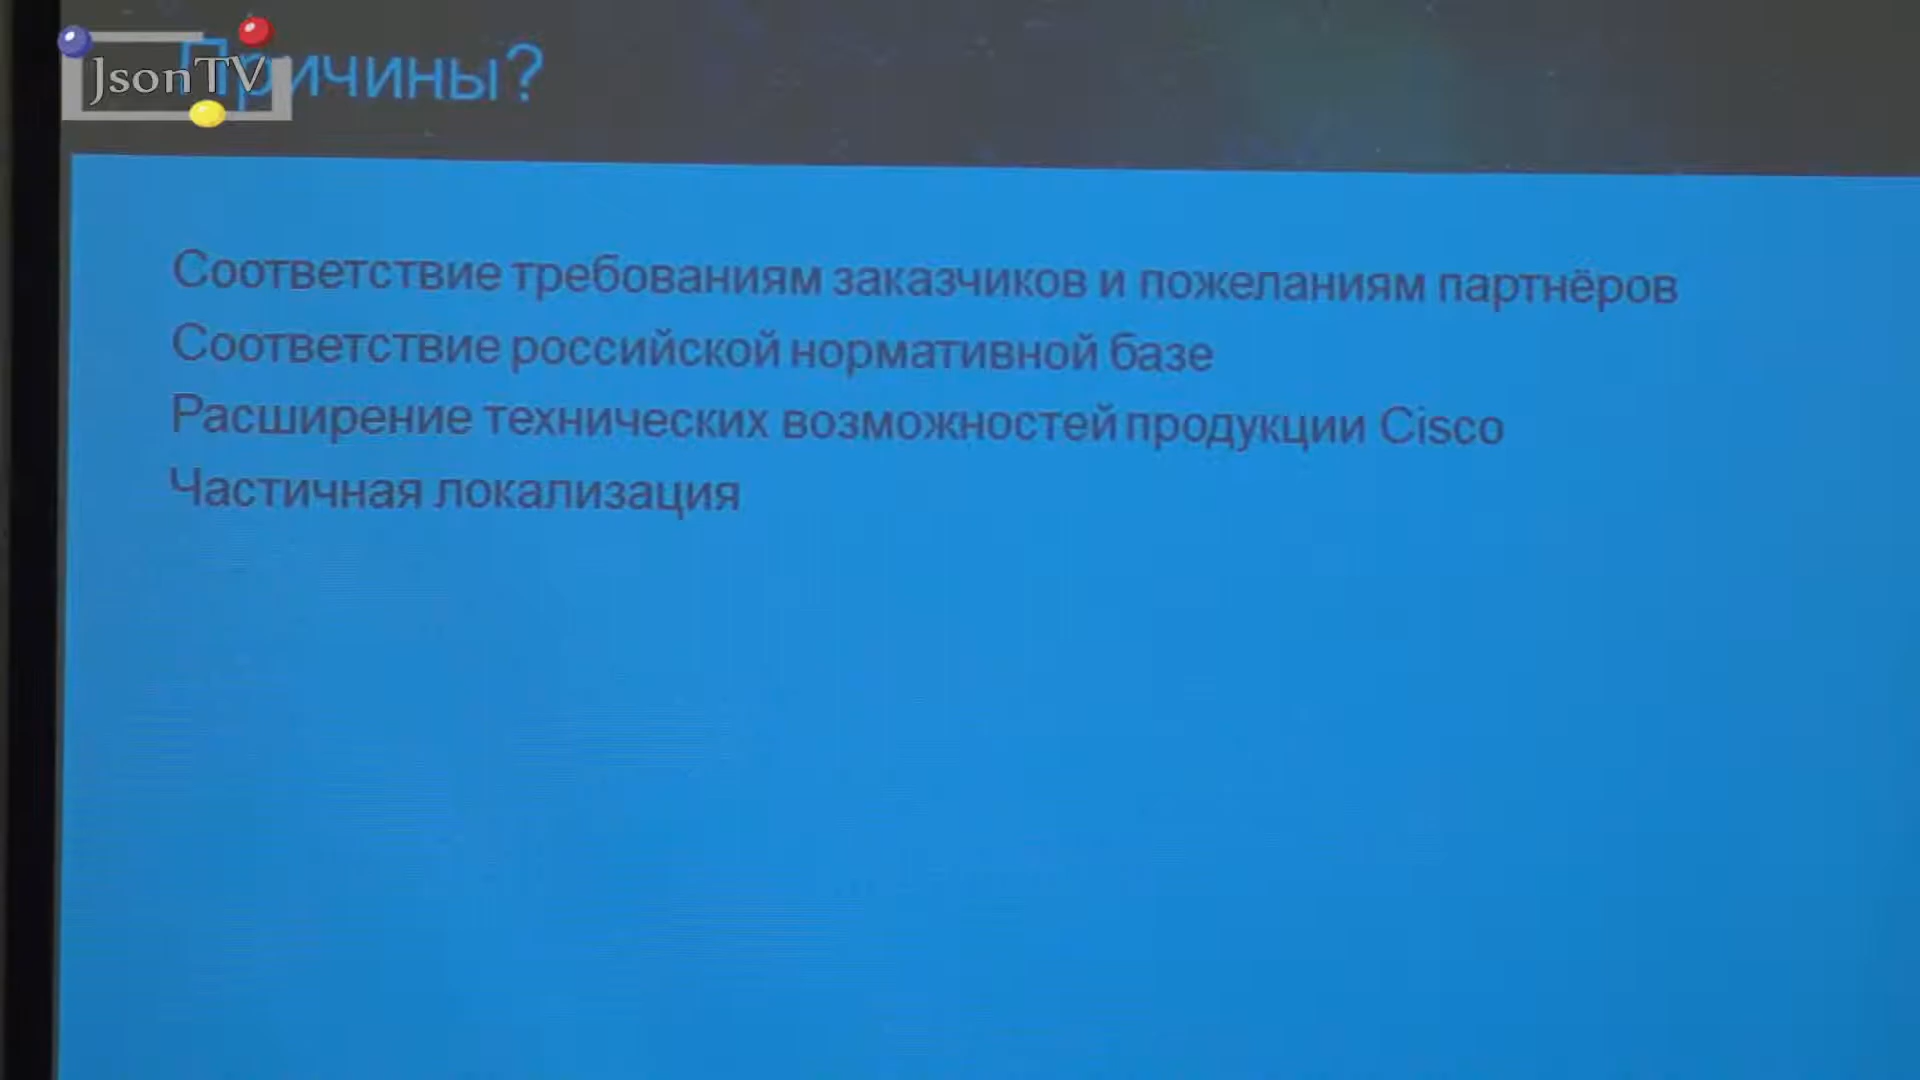 JsonTV
Причины?
Соответствие требованиям заказчиков и пожеланиям партнёров
Соответствие российской нормативной базе
Расширение технических возможностей продукции Cisco
Частичная локализация